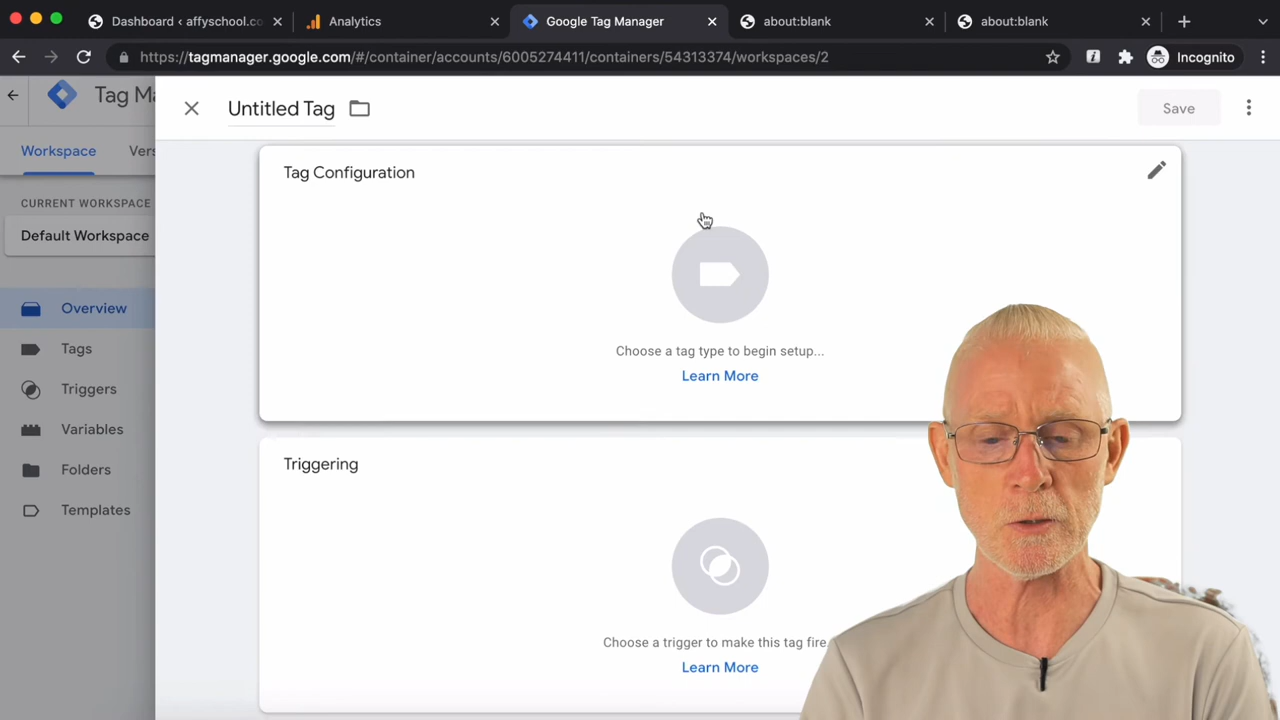 Dashboard ‹ affyschool.co
Analytics
Google Tag Manager
about:blank
about:blank
https://tagmanager.google.com/#/container/accounts/6005274411/containers/54313374/workspaces/2
Incognito
Tag Ma
Untitled Tag
Save
Workspace
Vers
Tag Configuration
CURRENT WORKSPACE
Default Workspace
Overview
Tags
Triggers
Variables
Folders
Templates
Choose a tag type to begin setup...
Learn More
Triggering
Choose a trigger to make this tag fire
Learn More